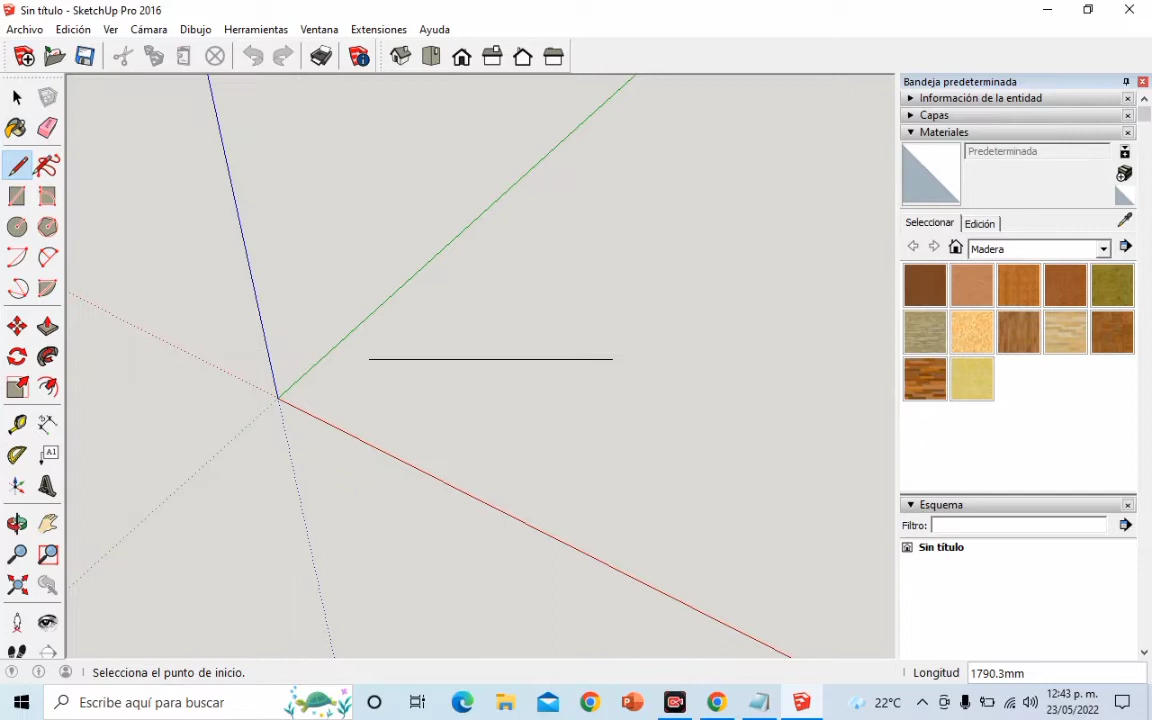 Sin título - SketchUp Pro 2016
Archivo Edición Ver Cámara Dibujo Herramientas Ventana Extensiones Ayuda
Bandeja predeterminada
Información de la entidad
Capas
Materiales
Predeterminada
Seleccionar Edición
Madera
A1
Esquema
Filtro:
Sin título
Selecciona el punto de inicio.
Longitud 1790.3mm
Escribe aquí para buscar
22°C
12:43 p. m.
23/05/2022